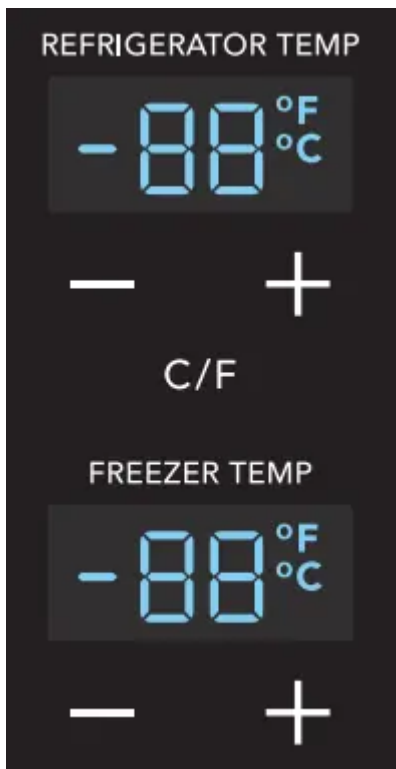 REFRIGERATOR TEMP
-88°F
°C
− +
C/F
FREEZER TEMP
-88°F
°C
− +